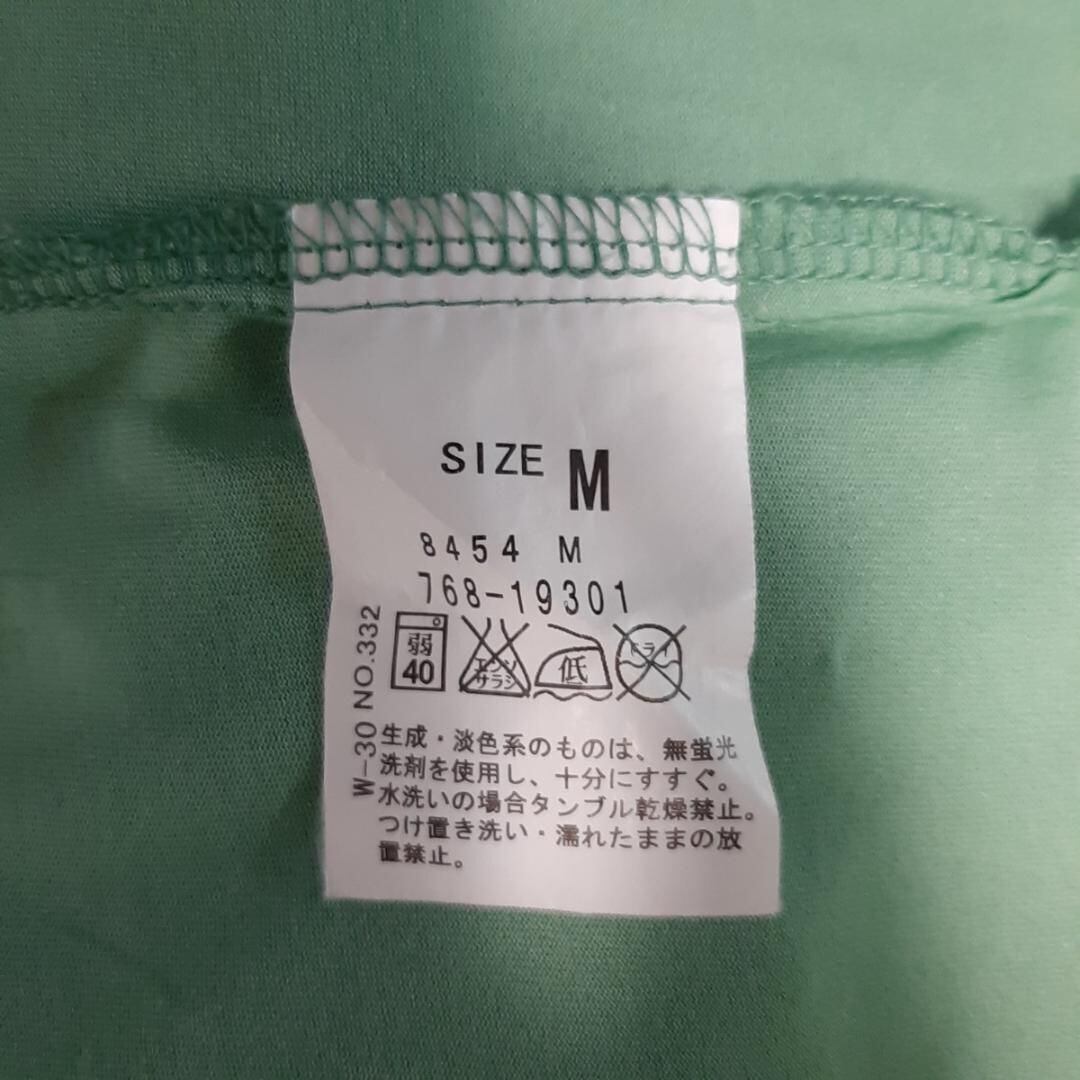 SIZE M
8454 M
768-19301
弱
40
エンソ
サラシ
低
ドライ
W-30 NO.332
生成・淡色系のものは、無蛍光
洗剤を使用し、十分にすすぐ。
水洗いの場合タンブル乾燥禁止。
つけ置き洗い・濡れたままの放
置禁止。